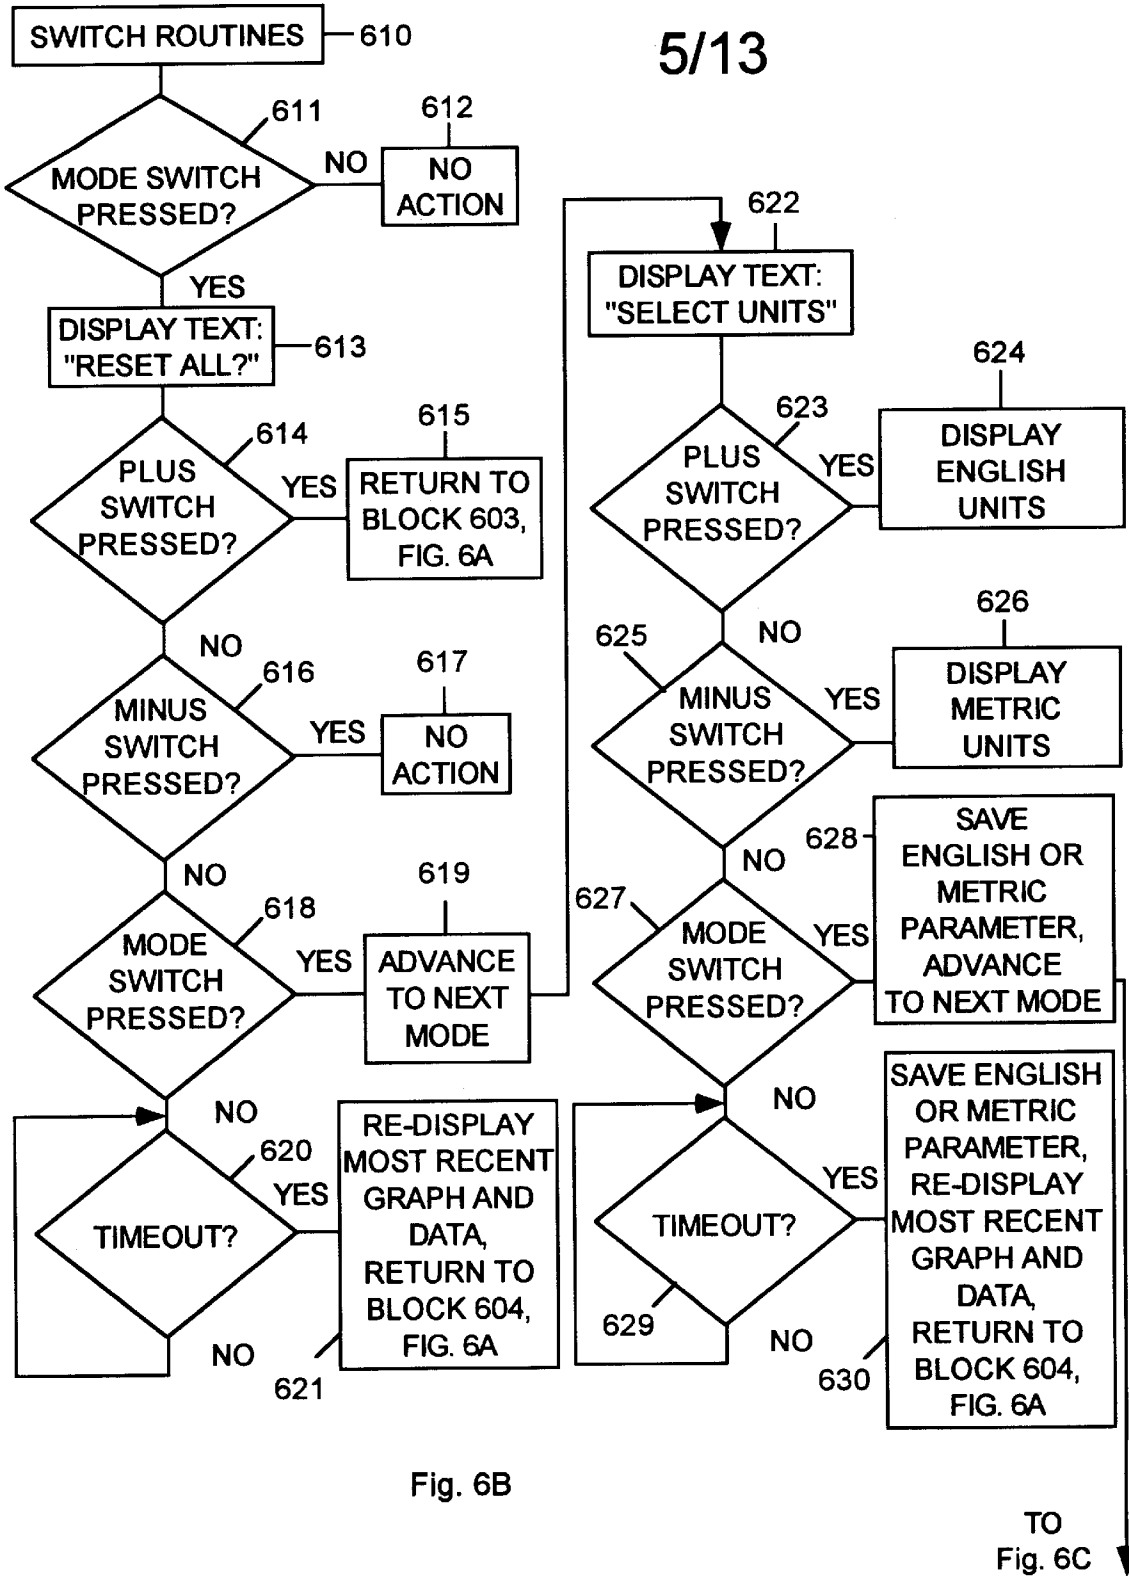 5/13
SWITCH ROUTINES
610
611
MODE SWITCH
PRESSED?
NO
612
NO
ACTION
YES
DISPLAY TEXT:
"RESET ALL?"
613
614
PLUS
SWITCH
PRESSED?
YES
615
RETURN TO
BLOCK 603,
FIG. 6A
NO
616
MINUS
SWITCH
PRESSED?
YES
617
NO
ACTION
NO
618
MODE
SWITCH
PRESSED?
YES
619
ADVANCE
TO NEXT
MODE
NO
620
TIMEOUT?
YES
RE-DISPLAY
MOST RECENT
GRAPH AND
DATA,
RETURN TO
BLOCK 604,
FIG. 6A
621
NO
622
DISPLAY TEXT:
"SELECT UNITS"
623
PLUS
SWITCH
PRESSED?
YES
624
DISPLAY
ENGLISH
UNITS
NO
625
MINUS
SWITCH
PRESSED?
YES
626
DISPLAY
METRIC
UNITS
NO
627
MODE
SWITCH
PRESSED?
YES
628
SAVE
ENGLISH OR
METRIC
PARAMETER,
ADVANCE
TO NEXT MODE
NO
TIMEOUT?
629
YES
SAVE ENGLISH
OR METRIC
PARAMETER,
RE-DISPLAY
MOST RECENT
GRAPH AND
DATA,
RETURN TO
BLOCK 604,
FIG. 6A
630
NO
Fig. 6B
TO
Fig. 6C